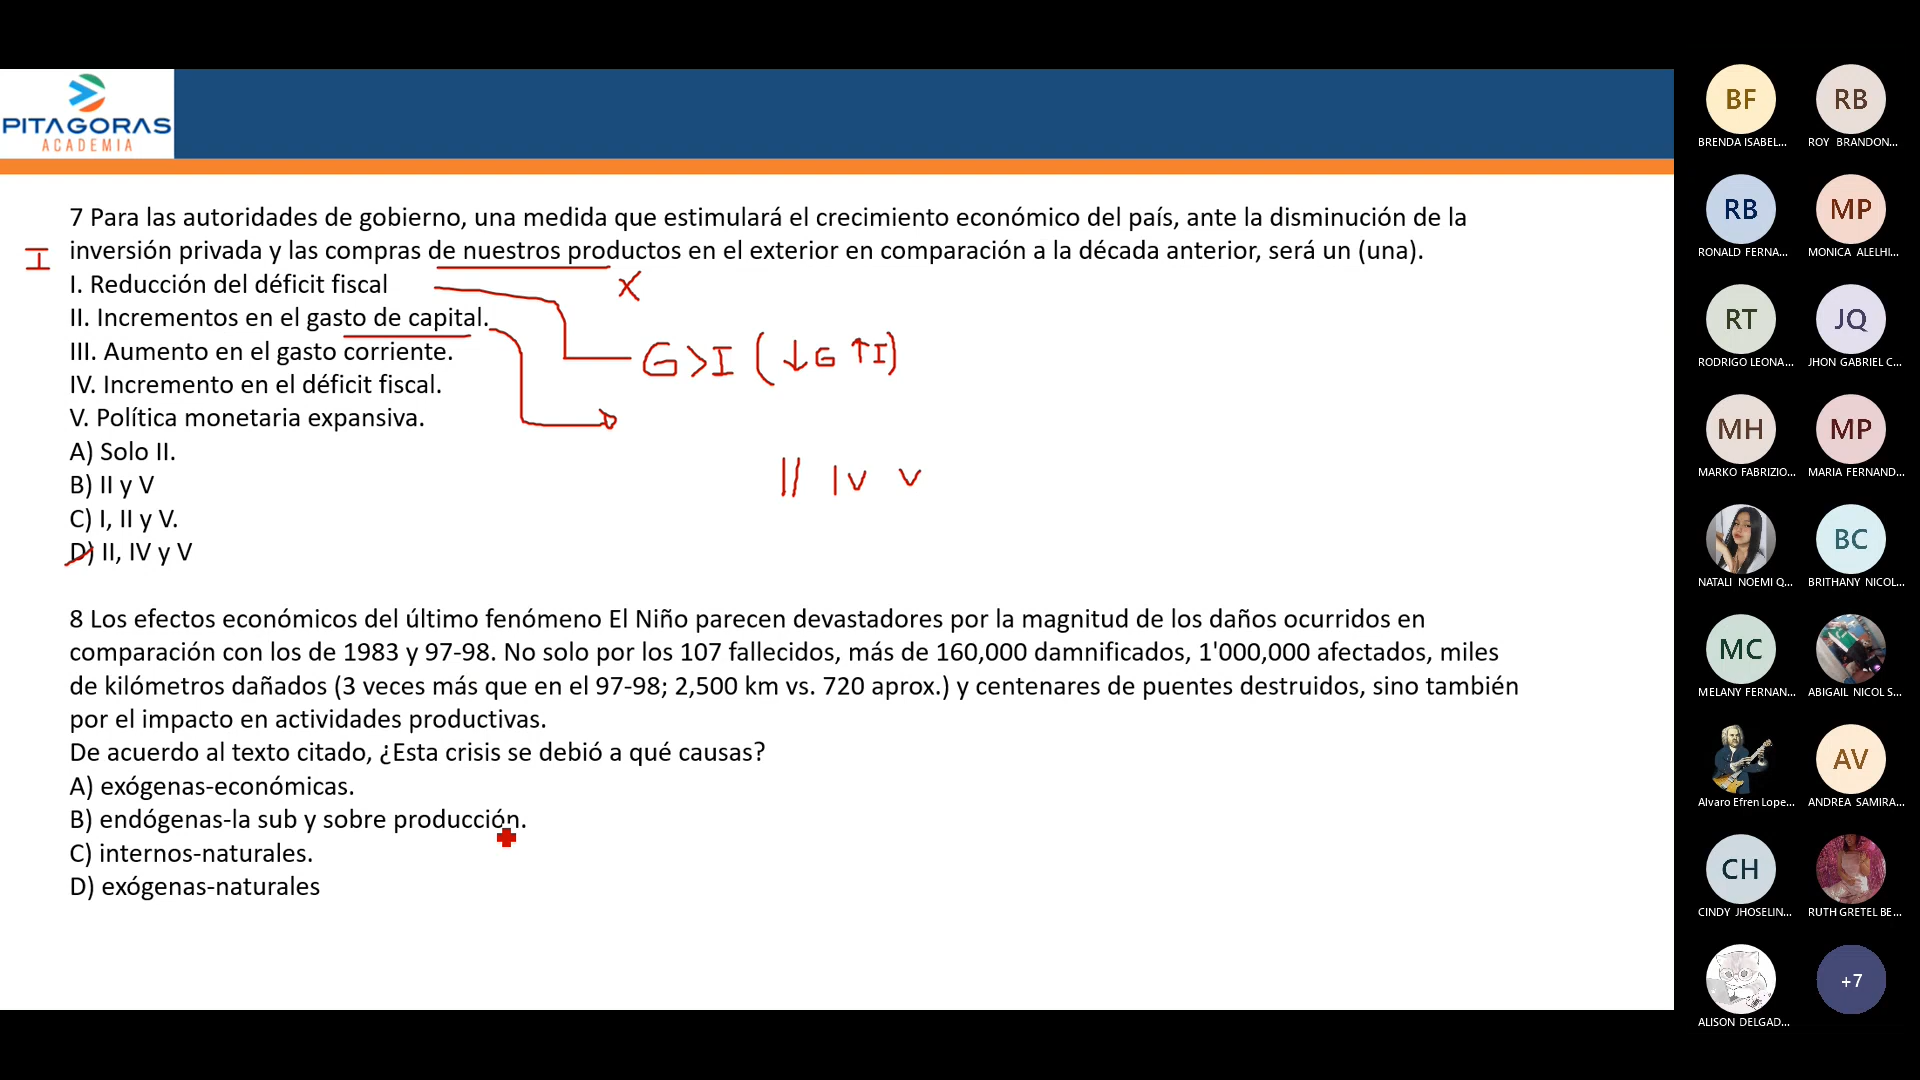 PITAGORAS
ACADEMIA
7 Para las autoridades de gobierno, una medida que estimulará el crecimiento económico del país, ante la disminución de la
inversión privada y las compras de nuestros productos en el exterior en comparación a la década anterior, será un (una).
I
I. Reducción del déficit fiscal
X
II. Incrementos en el gasto de capital.
III. Aumento en el gasto corriente.
G>I (↓G ↑I)
IV. Incremento en el déficit fiscal.
V. Política monetaria expansiva.
A) Solo II.
B) II y V
II IV V
C) I, II y V.
D) II, IV y V
8 Los efectos económicos del último fenómeno El Niño parecen devastadores por la magnitud de los daños ocurridos en
comparación con los de 1983 y 97-98. No solo por los 107 fallecidos, más de 160,000 damnificados, 1'000,000 afectados, miles
de kilómetros dañados (3 veces más que en el 97-98; 2,500 km vs. 720 aprox.) y centenares de puentes destruidos, sino también
por el impacto en actividades productivas.
De acuerdo al texto citado, ¿Esta crisis se debió a qué causas?
A) exógenas-económicas.
B) endógenas-la sub y sobre producción.
C) internos-naturales.
D) exógenas-naturales
BF RB
BRENDA ISABEL... ROY BRANDON...
RB MP
RONALD FERNA... MONICA ALELHI...
RT JQ
RODRIGO LEONA... JHON GABRIEL C...
MH MP
MARKO FABRIZIO... MARIA FERNAND...
BC
NATALI NOEMI Q... BRITHANY NICOL...
MC
MELANY FERNAN... ABIGAIL NICOL S...
AV
Alvaro Efren Lope... ANDREA SAMIRA...
CH
CINDY JHOSELIN... RUTH GRETEL BE...
+7
ALISON DELGAD...